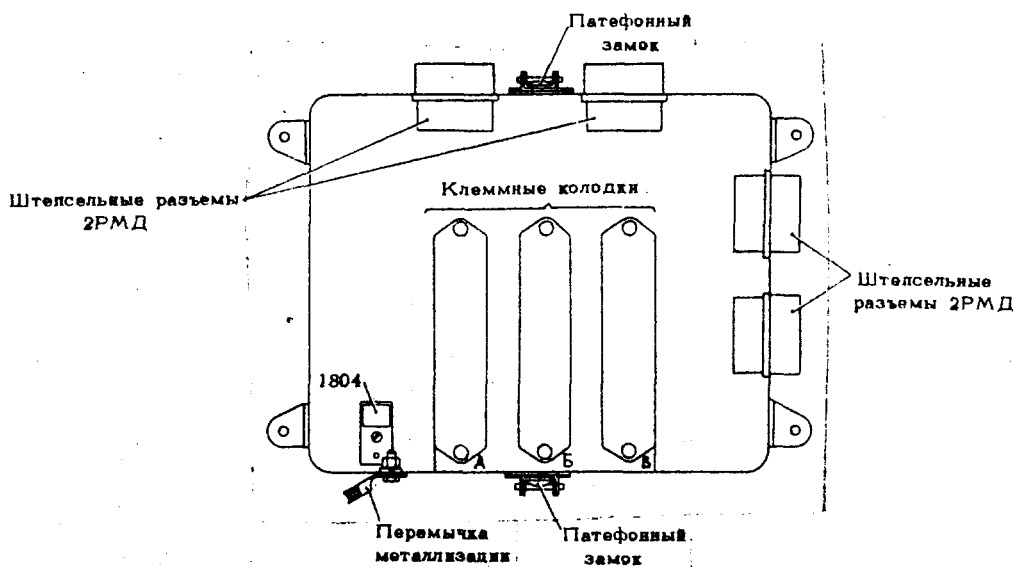 Патефонный
замок
Штепсельные разъемы
2РМД
Клеммные колодки
Штепсельные
разъемы 2РМД
1804
А
Б
В
Перемычка
металлизации
Патефонный
замок